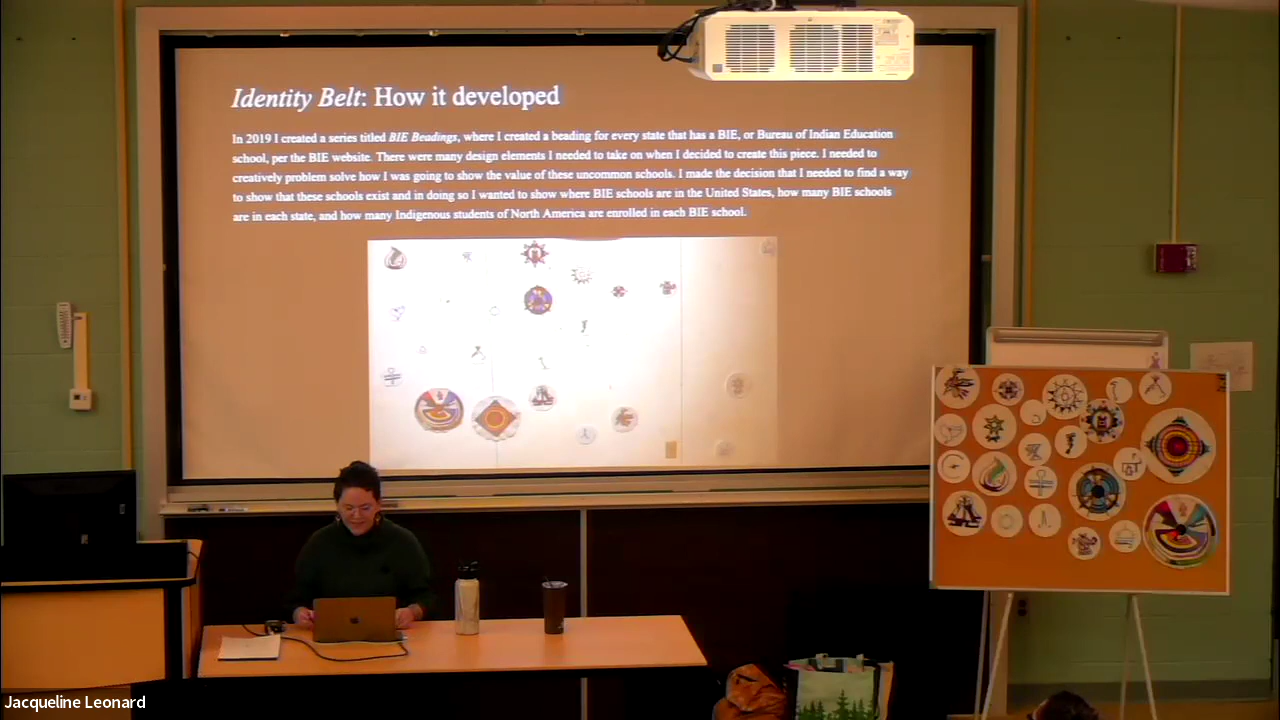 Identity Belt: How it developed
In 2019 I created a series titled BIE Beadings, where I created a beading for every state that has a BIE, or Bureau of Indian Education
school, per the BIE website. There were many design elements I needed to take on when I decided to create this piece. I needed to
creatively problem solve how I was going to show the value of these uncommon schools. I made the decision that I needed to find a way
to show that these schools exist and in doing so I wanted to show where BIE schools are in the United States, how many BIE schools
are in each state, and how many Indigenous students of North America are enrolled in each BIE school.
Jacqueline Leonard